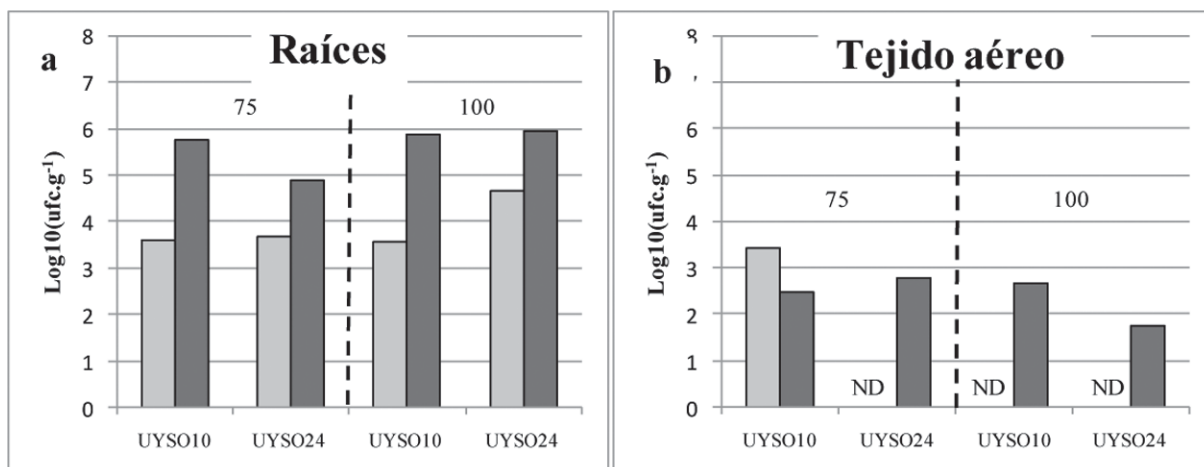 a
Raíces
75
100
Log10(ufc.g-1)
8
7
6
5
4
3
2
1
0
UYSO10
UYSO24
UYSO10
UYSO24
b
Tejido aéreo
75
100
Log10(ufc.g-1)
8
6
5
4
3
2
1
0
ND
ND
ND
UYSO10
UYSO24
UYSO10
UYSO24